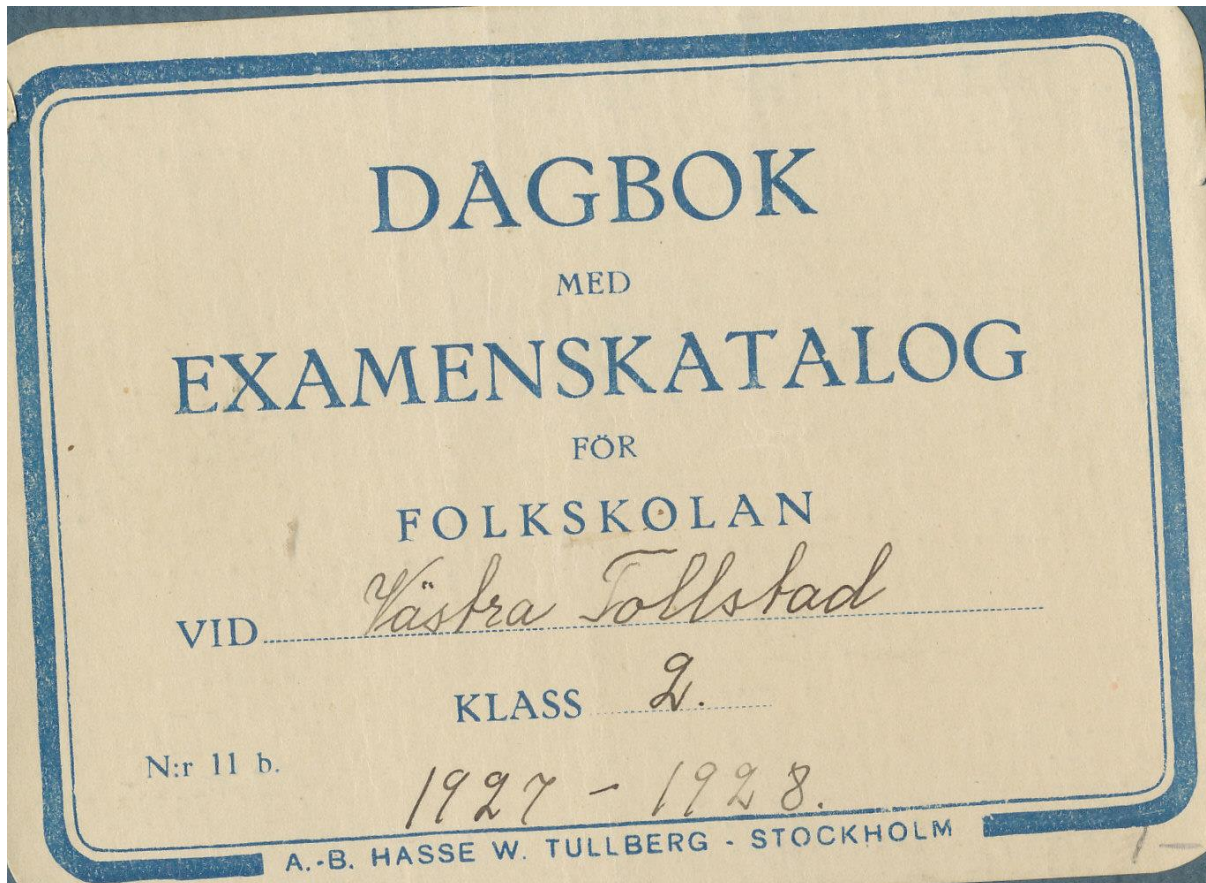 DAGBOK
MED
EXAMENSKATALOG
FÖR
FOLKSKOLAN
VID Västra Tollstad
KLASS 2.
N:r 11 b.
1927 - 1928.
A.-B. HASSE W. TULLBERG - STOCKHOLM